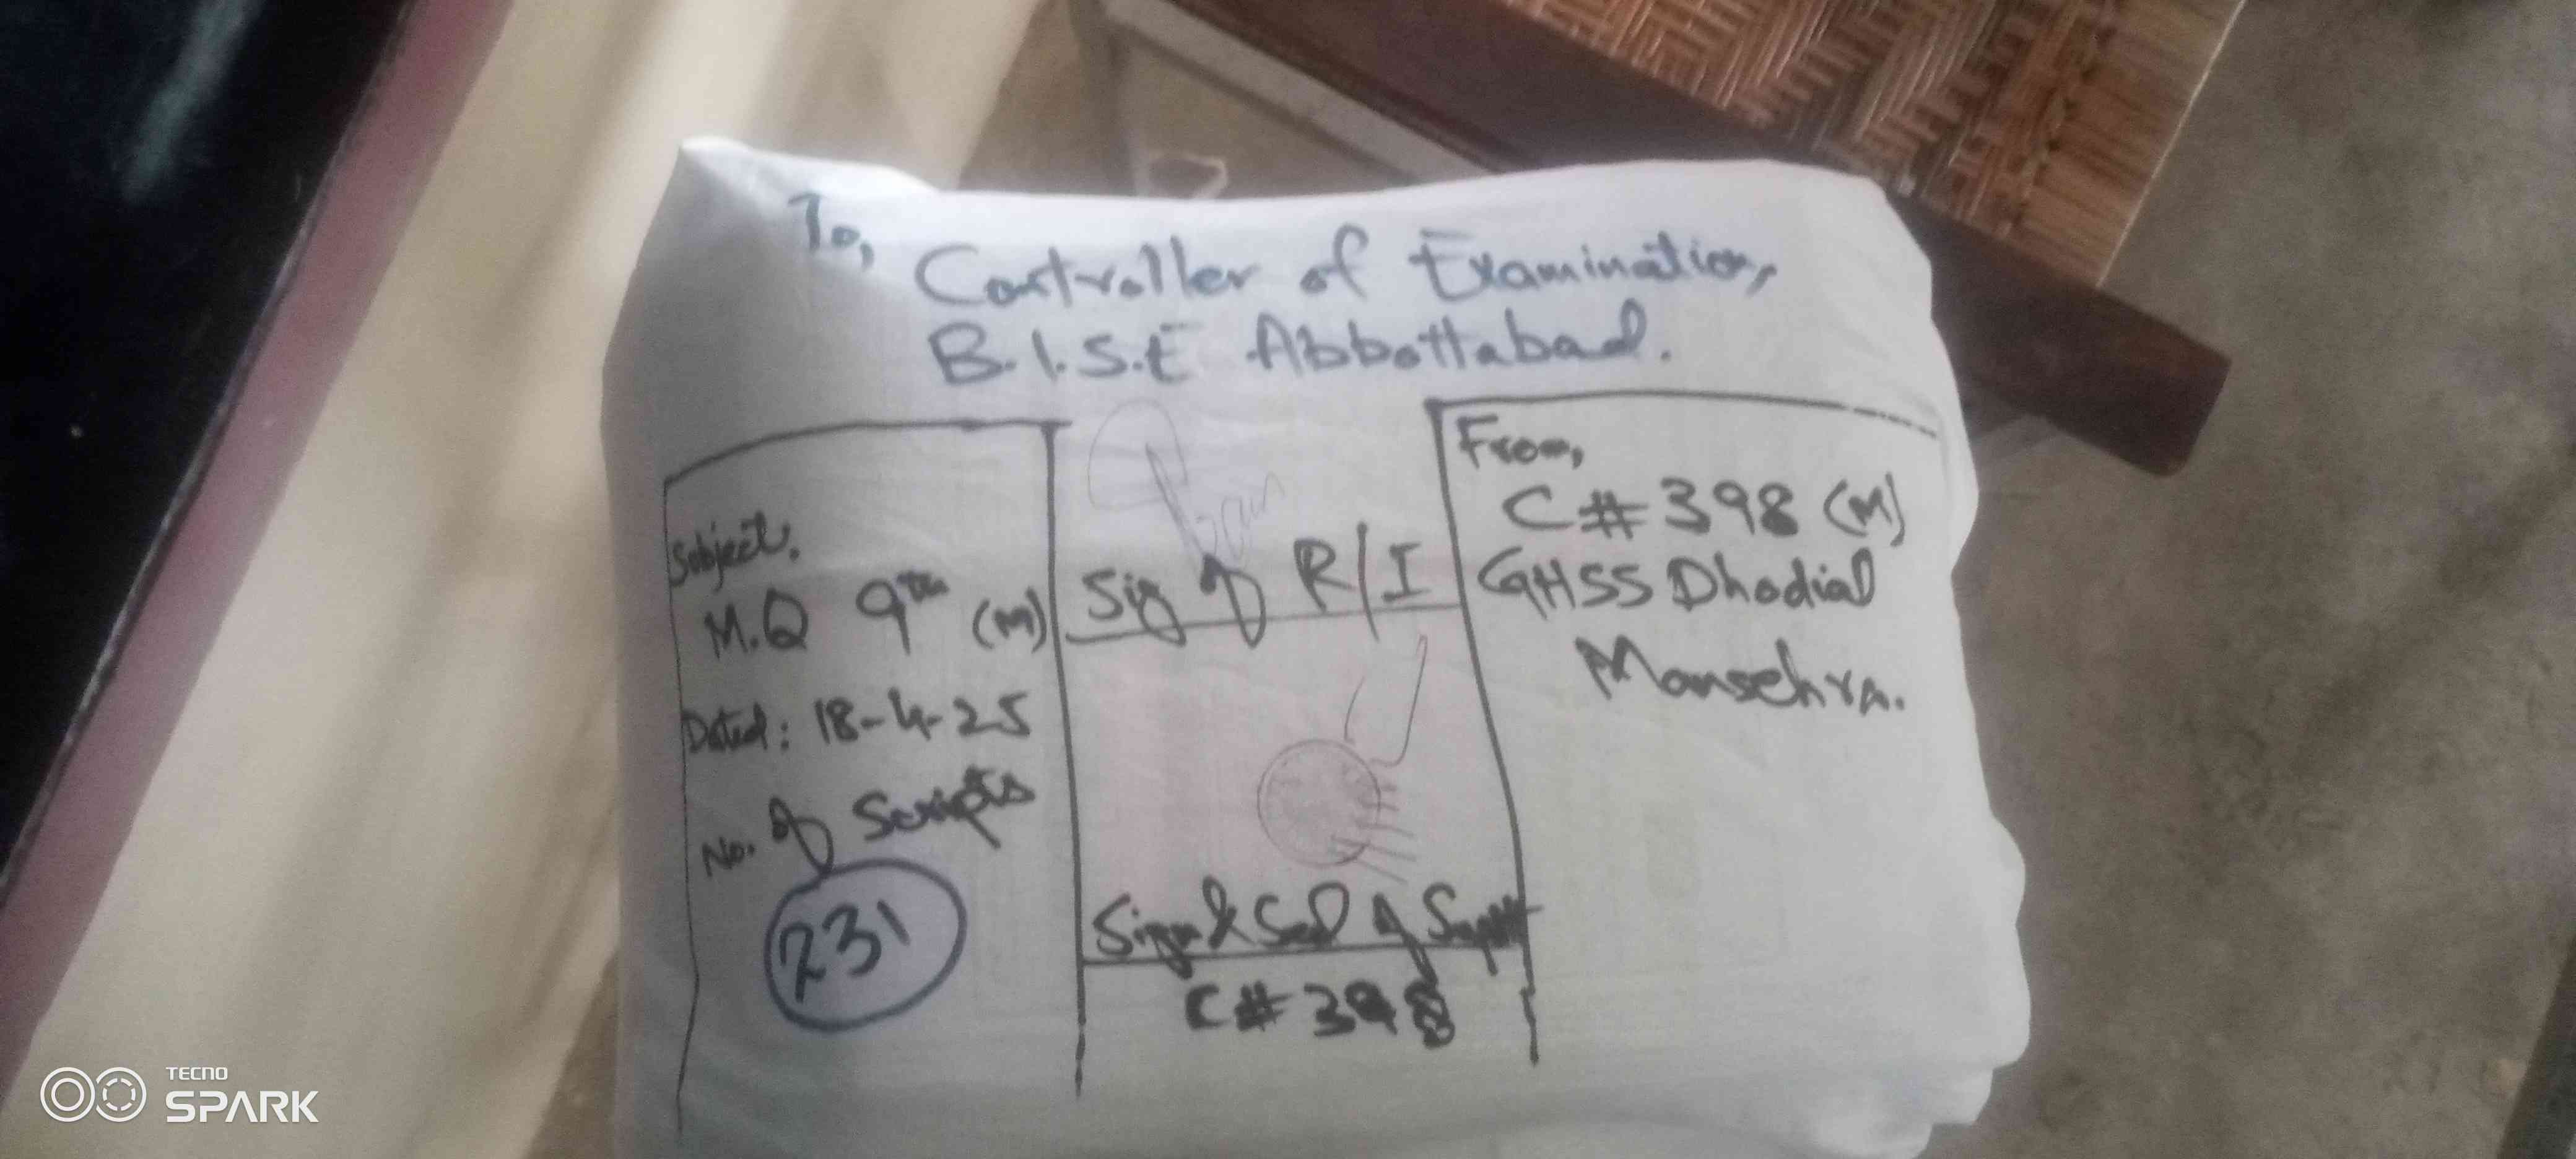 To,
Controller of Examination,
B.I.S.E Abbottabad.
Subject:
M.Q 9th (M)
Dated: 18-4-25
No. of Scripts
231
Sig of R/I
Sign & Seal of Supdt
C# 398
From,
C# 398 (M)
GHSS Dhodial
Mansehra.
TECNO
SPARK